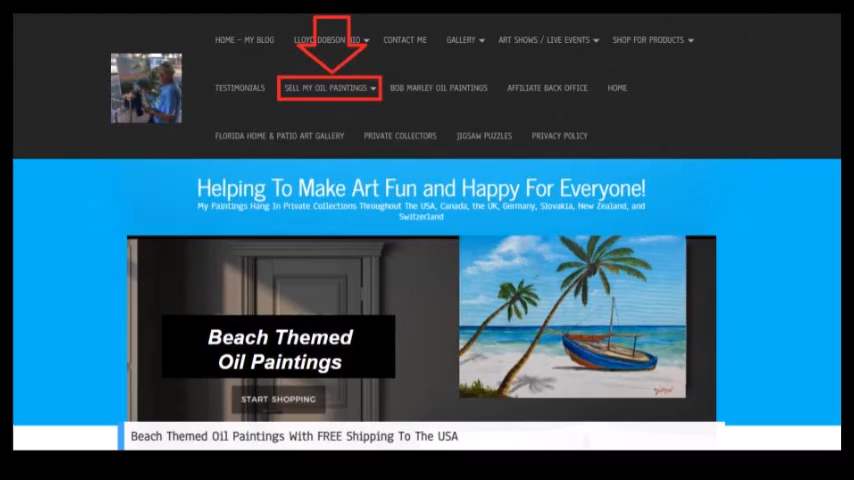 HOME – MY BLOG LLOYD DOBSON BIO CONTACT ME GALLERY ART SHOWS / LIVE EVENTS SHOP FOR PRODUCTS
TESTIMONIALS SELL MY OIL PAINTINGS BOB MARLEY OIL PAINTINGS AFFILIATE BACK OFFICE HOME
FLORIDA HOME & PATIO ART GALLERY PRIVATE COLLECTORS JIGSAW PUZZLES PRIVACY POLICY
Helping To Make Art Fun and Happy For Everyone!
My Paintings Hang In Private Collections Throughout The USA, Canada, the UK, Germany, Slovakia, New Zealand, and
Switzerland
Beach Themed
Oil Paintings
START SHOPPING
Beach Themed Oil Paintings With FREE Shipping To The USA